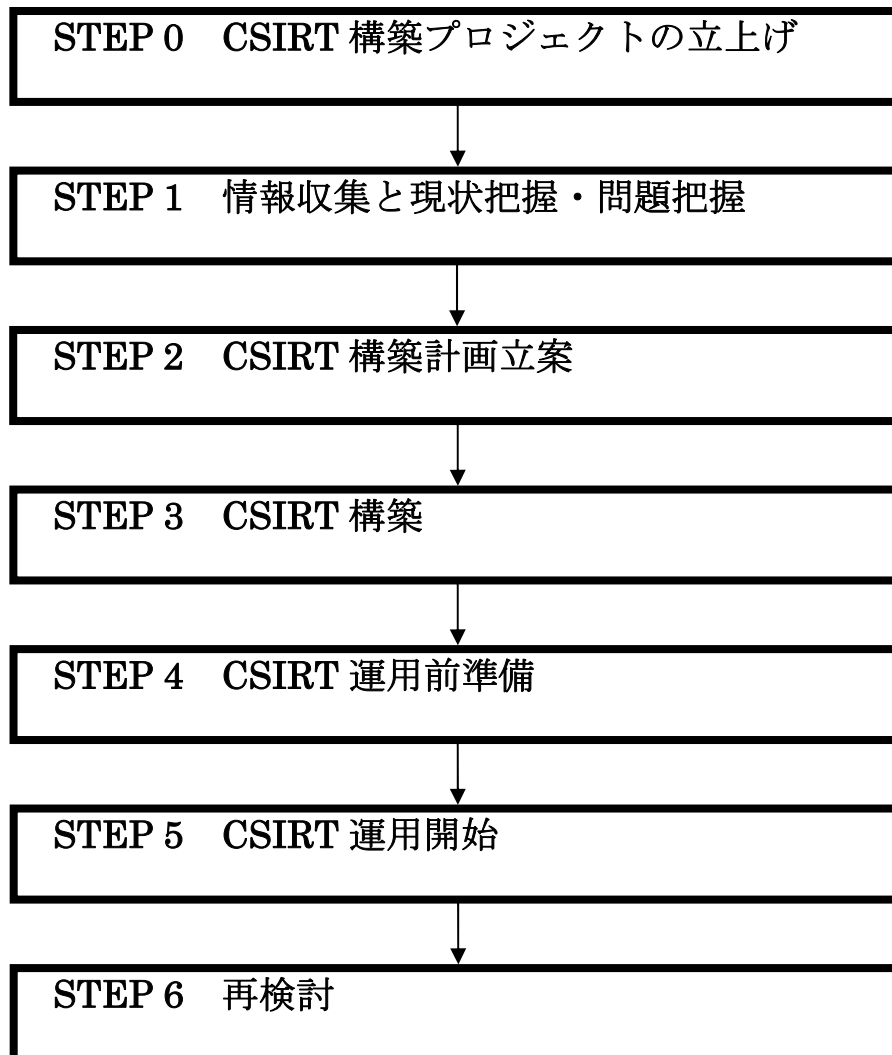 STEP 0　CSIRT 構築プロジェクトの立上げ
STEP 1　情報収集と現状把握・問題把握
STEP 2　CSIRT 構築計画立案
STEP 3　CSIRT 構築
STEP 4　CSIRT 運用前準備
STEP 5　CSIRT 運用開始
STEP 6　再検討